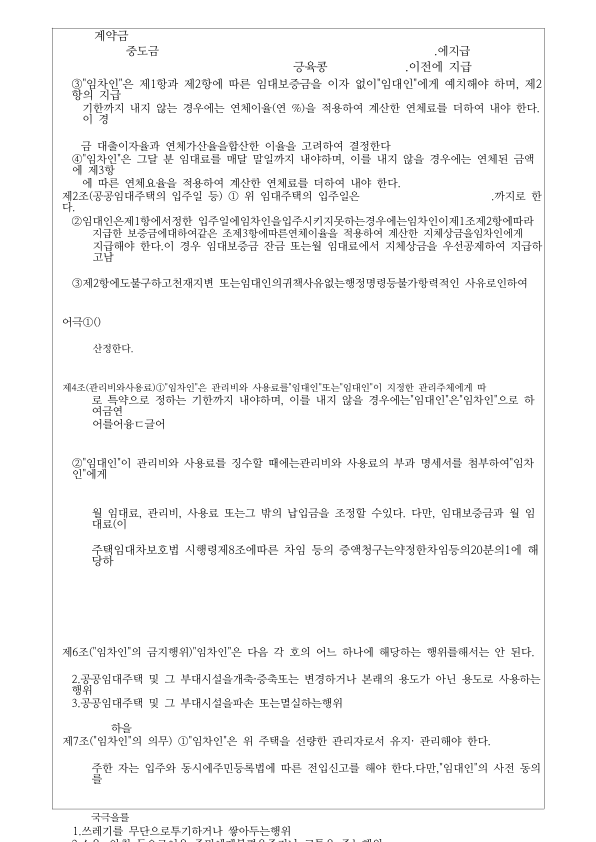 계약금
중도금 .에지급
긍육콩 .이전에 지급
③"임차인"은 제1항과 제2항에 따른 임대보증금을 이자 없이"임대인"에게 예치해야 하며, 제2
항의 지급
기한까지 내지 않는 경우에는 연체이율(연 %)을 적용하여 계산한 연체료를 더하여 내야 한다.
이 경
금 대출이자율과 연체가산율을합산한 이율을 고려하여 결정한다
④"임차인"은 그달 분 임대료를 매달 말일까지 내야하며, 이를 내지 않을 경우에는 연체된 금액
에 제3항
에 따른 연체요율을 적용하여 계산한 연체료를 더하여 내야 한다.
제2조(공공임대주택의 입주일 등) ① 위 임대주택의 입주일은 .까지로 한
다.
②임대인은제1항에서정한 입주일에임차인을입주시키지못하는경우에는임차인이제1조제2항에따라
지급한 보증금에대하여같은 조제3항에따른연체이율을 적용하여 계산한 지체상금을임차인에게
지급해야 한다.이 경우 임대보증금 잔금 또는월 임대료에서 지체상금을 우선공제하여 지급하
고남
③제2항에도불구하고천재지변 또는임대인의귀책사유없는행정명령등불가항력적인 사유로인하여
어극①()
산정한다.
제4조(관리비와사용료)①"임차인"은 관리비와 사용료를"임대인"또는"임대인"이 지정한 관리주체에게 따
로 특약으로 정하는 기한까지 내야하며, 이를 내지 않을 경우에는"임대인"은"임차인"으로 하
여금연
어를어융ㄷ글어
②"임대인"이 관리비와 사용료를 징수할 때에는관리비와 사용료의 부과 명세서를 첨부하여"임차
인"에게
월 임대료, 관리비, 사용료 또는그 밖의 납입금을 조정할 수있다. 다만, 임대보증금과 월 임
대료(이
주택임대차보호법 시행령제8조에따른 차임 등의 증액청구는약정한차임등의20분의1에 해
당하
제6조("임차인"의 금지행위)"임차인"은 다음 각 호의 어느 하나에 해당하는 행위를해서는 안 된다.
2.공공임대주택 및 그 부대시설을개축·증축또는 변경하거나 본래의 용도가 아닌 용도로 사용하는
행위
3.공공임대주택 및 그 부대시설을파손 또는멸실하는행위
하을
제7조("임차인"의 의무) ①"임차인"은 위 주택을 선량한 관리자로서 유지· 관리해야 한다.
주한 자는 입주와 동시에주민등록법에 따른 전입신고를 해야 한다.다만,"임대인"의 사전 동의
를
국극을를
1.쓰레기를 무단으로투기하거나 쌓아두는행위